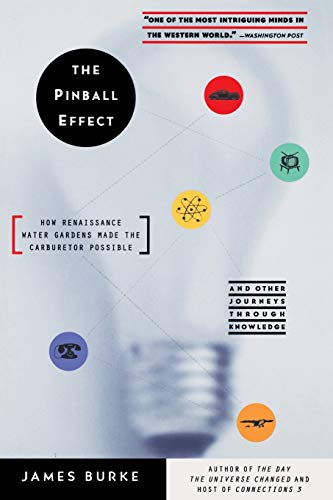 "ONE OF THE MOST INTRIGUING MINDS IN
THE WESTERN WORLD." —WASHINGTON POST
THE
PINBALL
EFFECT
HOW RENAISSANCE
WATER GARDENS MADE THE
CARBURETOR POSSIBLE
AND OTHER
JOURNEYS
THROUGH
KNOWLEDGE
JAMES BURKE
AUTHOR OF THE DAY
THE UNIVERSE CHANGED AND
HOST OF CONNECTIONS 3